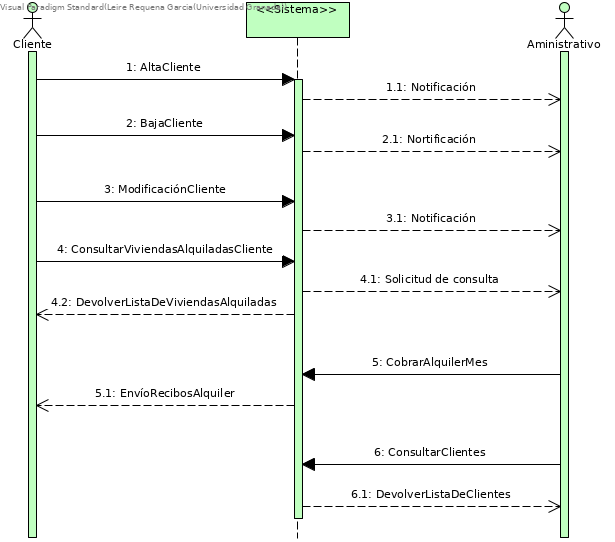 Visual Paradigm Standard(Leire Requena Garcia(Universidad Granada))
<<Sistema>>
Cliente
Aministrativo
1: AltaCliente
1.1: Notificación
2: BajaCliente
2.1: Nortificación
3: ModificaciónCliente
3.1: Notificación
4: ConsultarViviendasAlquiladasCliente
4.1: Solicitud de consulta
4.2: DevolverListaDeViviendasAlquiladas
5: CobrarAlquilerMes
5.1: EnvíoRecibosAlquiler
6: ConsultarClientes
6.1: DevolverListaDeClientes